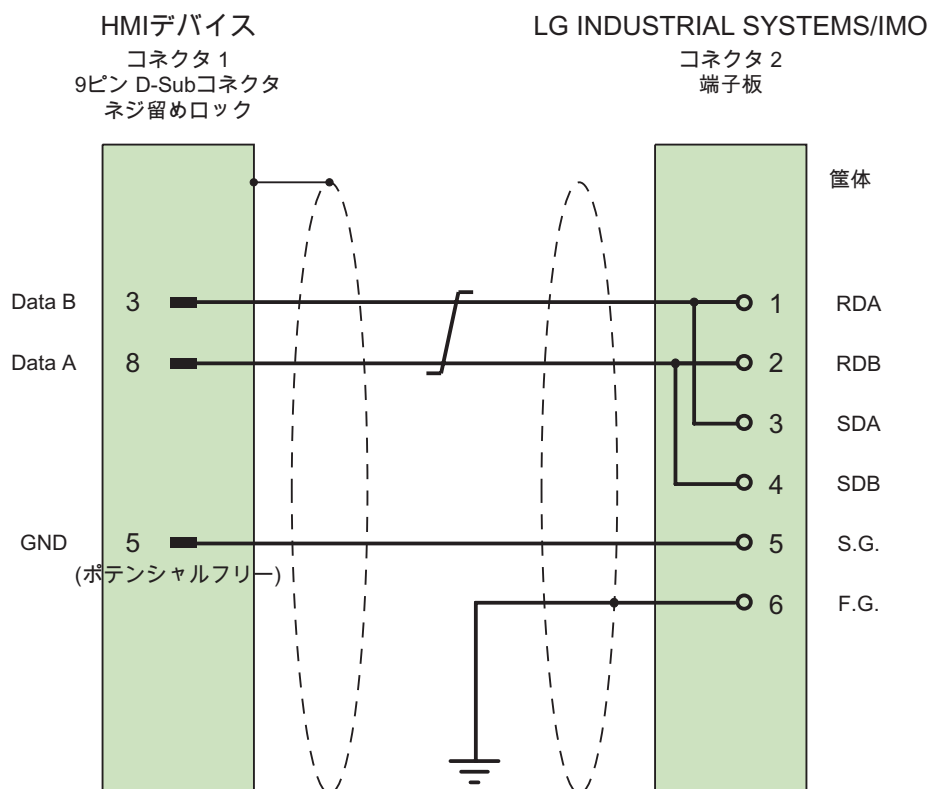 HMIデバイス
コネクタ 1
9ピン D-Subコネクタ
ネジ留めロック
LG INDUSTRIAL SYSTEMS/IMO
コネクタ 2
端子板
筐体
Data B 3 1 RDA
Data A 8 2 RDB
3 SDA
4 SDB
GND 5 5 S.G.
(ポテンシャルフリー)
6 F.G.